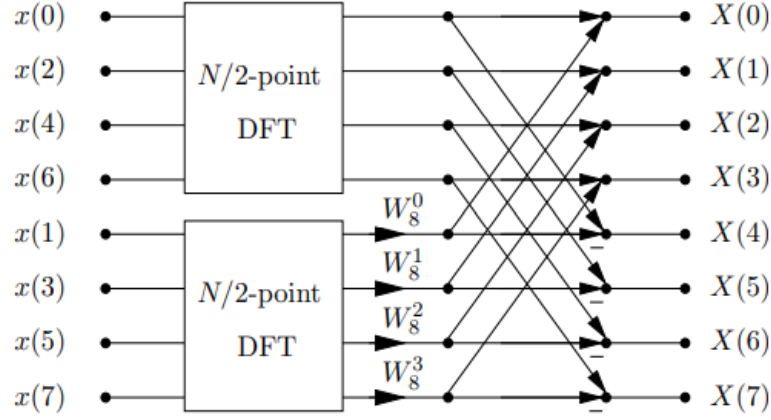 x(0) N/2-point DFT X(0)
x(2) X(1)
x(4) X(2)
x(6) X(3)
x(1) N/2-point DFT W_8^0 X(4)
x(3) W_8^1 X(5)
x(5) W_8^2 X(6)
x(7) W_8^3 X(7)
−
−
−
−